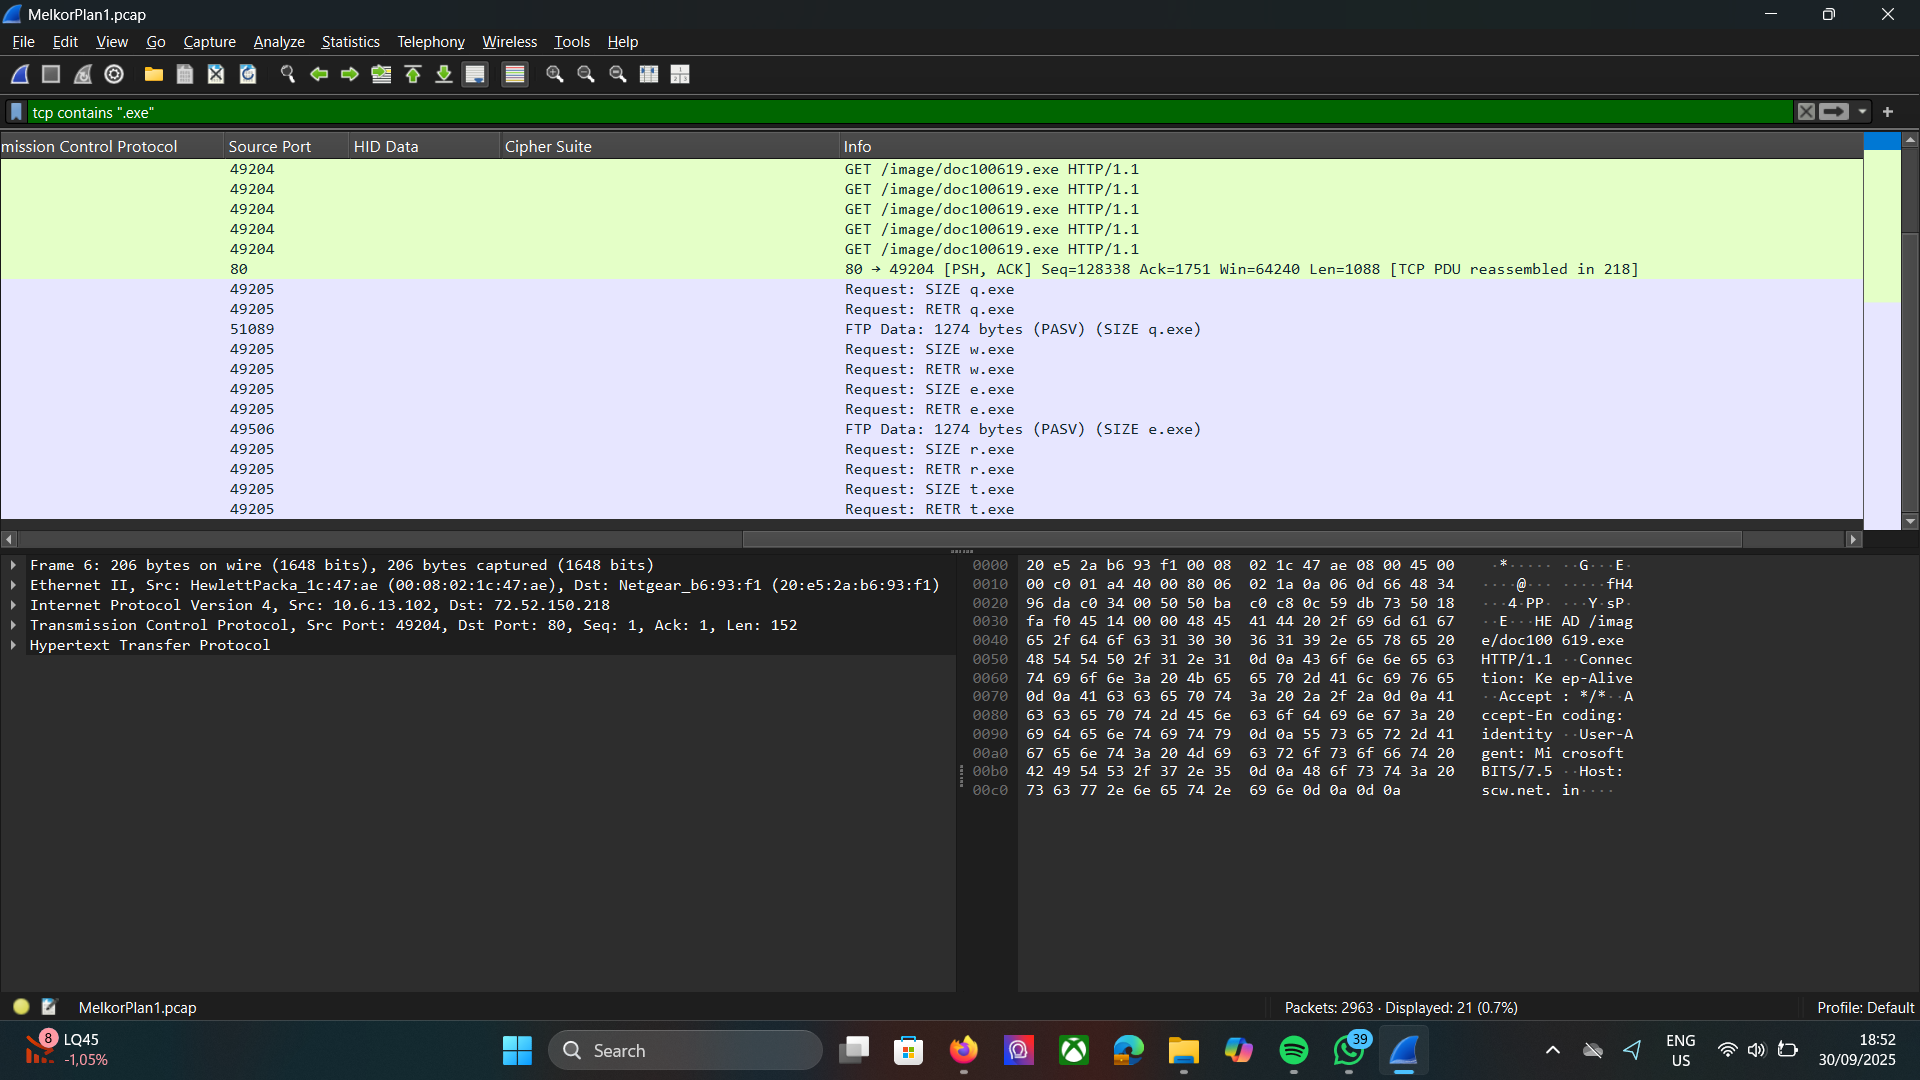 MelkorPlan1.pcap
File Edit View Go Capture Analyze Statistics Telephony Wireless Tools Help
tcp contains ".exe"
mission Control Protocol Source Port HID Data Cipher Suite Info
49204 GET /image/doc100619.exe HTTP/1.1
49204 GET /image/doc100619.exe HTTP/1.1
49204 GET /image/doc100619.exe HTTP/1.1
49204 GET /image/doc100619.exe HTTP/1.1
49204 GET /image/doc100619.exe HTTP/1.1
80 80 → 49204 [PSH, ACK] Seq=128338 Ack=1751 Win=64240 Len=1088 [TCP PDU reassembled in 218]
49205 Request: SIZE q.exe
49205 Request: RETR q.exe
51089 FTP Data: 1274 bytes (PASV) (SIZE q.exe)
49205 Request: SIZE w.exe
49205 Request: RETR w.exe
49205 Request: SIZE e.exe
49205 Request: RETR e.exe
49506 FTP Data: 1274 bytes (PASV) (SIZE e.exe)
49205 Request: SIZE r.exe
49205 Request: RETR r.exe
49205 Request: SIZE t.exe
49205 Request: RETR t.exe
Frame 6: 206 bytes on wire (1648 bits), 206 bytes captured (1648 bits)
Ethernet II, Src: HewlettPacka_1c:47:ae (00:08:02:1c:47:ae), Dst: Netgear_b6:93:f1 (20:e5:2a:b6:93:f1)
Internet Protocol Version 4, Src: 10.6.13.102, Dst: 72.52.150.218
Transmission Control Protocol, Src Port: 49204, Dst Port: 80, Seq: 1, Ack: 1, Len: 152
Hypertext Transfer Protocol
0000 20 e5 2a b6 93 f1 00 08 02 1c 47 ae 08 00 45 00 ·*····· ··G···E·
0010 00 c0 01 a4 40 00 80 06 02 1a 0a 06 0d 66 48 34 ····@··· ·····fH4
0020 96 da c0 34 00 50 50 ba c0 c8 0c 59 db 73 50 18 ···4·PP· ···Y·sP·
0030 fa f0 45 14 00 00 48 45 41 44 20 2f 69 6d 61 67 ··E···HE AD /imag
0040 65 2f 64 6f 63 31 30 30 36 31 39 2e 65 78 65 20 e/doc100 619.exe
0050 48 54 54 50 2f 31 2e 31 0d 0a 43 6f 6e 6e 65 63 HTTP/1.1 ··Connec
0060 74 69 6f 6e 3a 20 4b 65 65 70 2d 41 6c 69 76 65 tion: Ke ep-Alive
0070 0d 0a 41 63 63 65 70 74 3a 20 2a 2f 2a 0d 0a 41 ··Accept : */*··A
0080 63 63 65 70 74 2d 45 6e 63 6f 64 69 6e 67 3a 20 ccept-En coding:
0090 69 64 65 6e 74 69 74 79 0d 0a 55 73 65 72 2d 41 identity ··User-A
00a0 67 65 6e 74 3a 20 4d 69 63 72 6f 73 6f 66 74 20 gent: Mi crosoft
00b0 42 49 54 53 2f 37 2e 35 0d 0a 48 6f 73 74 3a 20 BITS/7.5 ··Host:
00c0 73 63 77 2e 6e 65 74 2e 69 6e 0d 0a 0d 0a scw.net. in····
MelkorPlan1.pcap Packets: 2963 · Displayed: 21 (0.7%) Profile: Default
8 LQ45
-1,05%
Search
39
ENG
US
18:52
30/09/2025